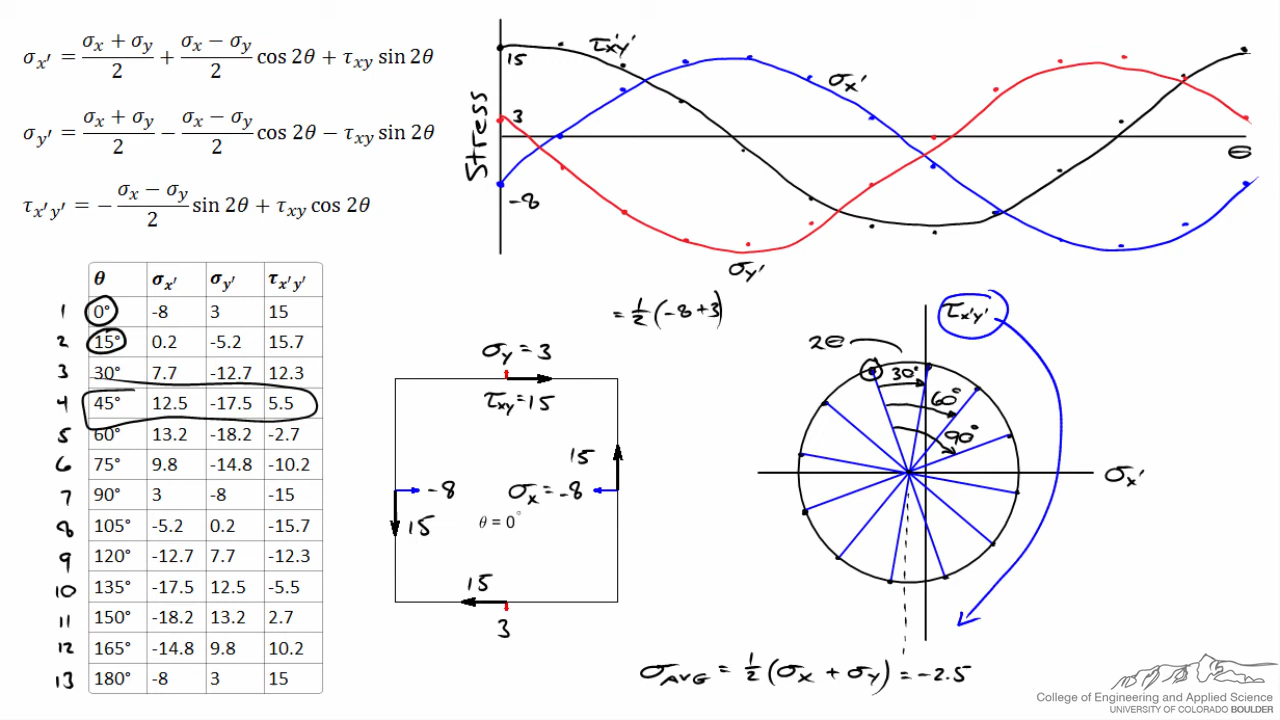 σx′ = (σx + σy)/2 + (σx − σy)/2 cos 2θ + τxy sin 2θ
σy′ = (σx + σy)/2 − (σx − σy)/2 cos 2θ − τxy sin 2θ
τx′y′ = − (σx − σy)/2 sin 2θ + τxy cos 2θ
θ σx′ σy′ τx′y′
1 0° -8 3 15
2 15° 0.2 -5.2 15.7
3 30° 7.7 -12.7 12.3
4 45° 12.5 -17.5 5.5
5 60° 13.2 -18.2 -2.7
6 75° 9.8 -14.8 -10.2
7 90° 3 -8 -15
8 105° -5.2 0.2 -15.7
9 120° -12.7 7.7 -12.3
10 135° -17.5 12.5 -5.5
11 150° -18.2 13.2 2.7
12 165° -14.8 9.8 10.2
13 180° -8 3 15
Stress
15
3
-8
τx′y′
σx′
σy′
θ
= 1/2 (-8+3)
σy = 3
τxy = 15
15
-8
σx = -8
15
θ = 0°
15
3
τx′y′
2θ
30°
60°
90°
σx′
σAVG = 1/2 (σx + σy) = -2.5
College of Engineering and Applied Science
UNIVERSITY OF COLORADO BOULDER